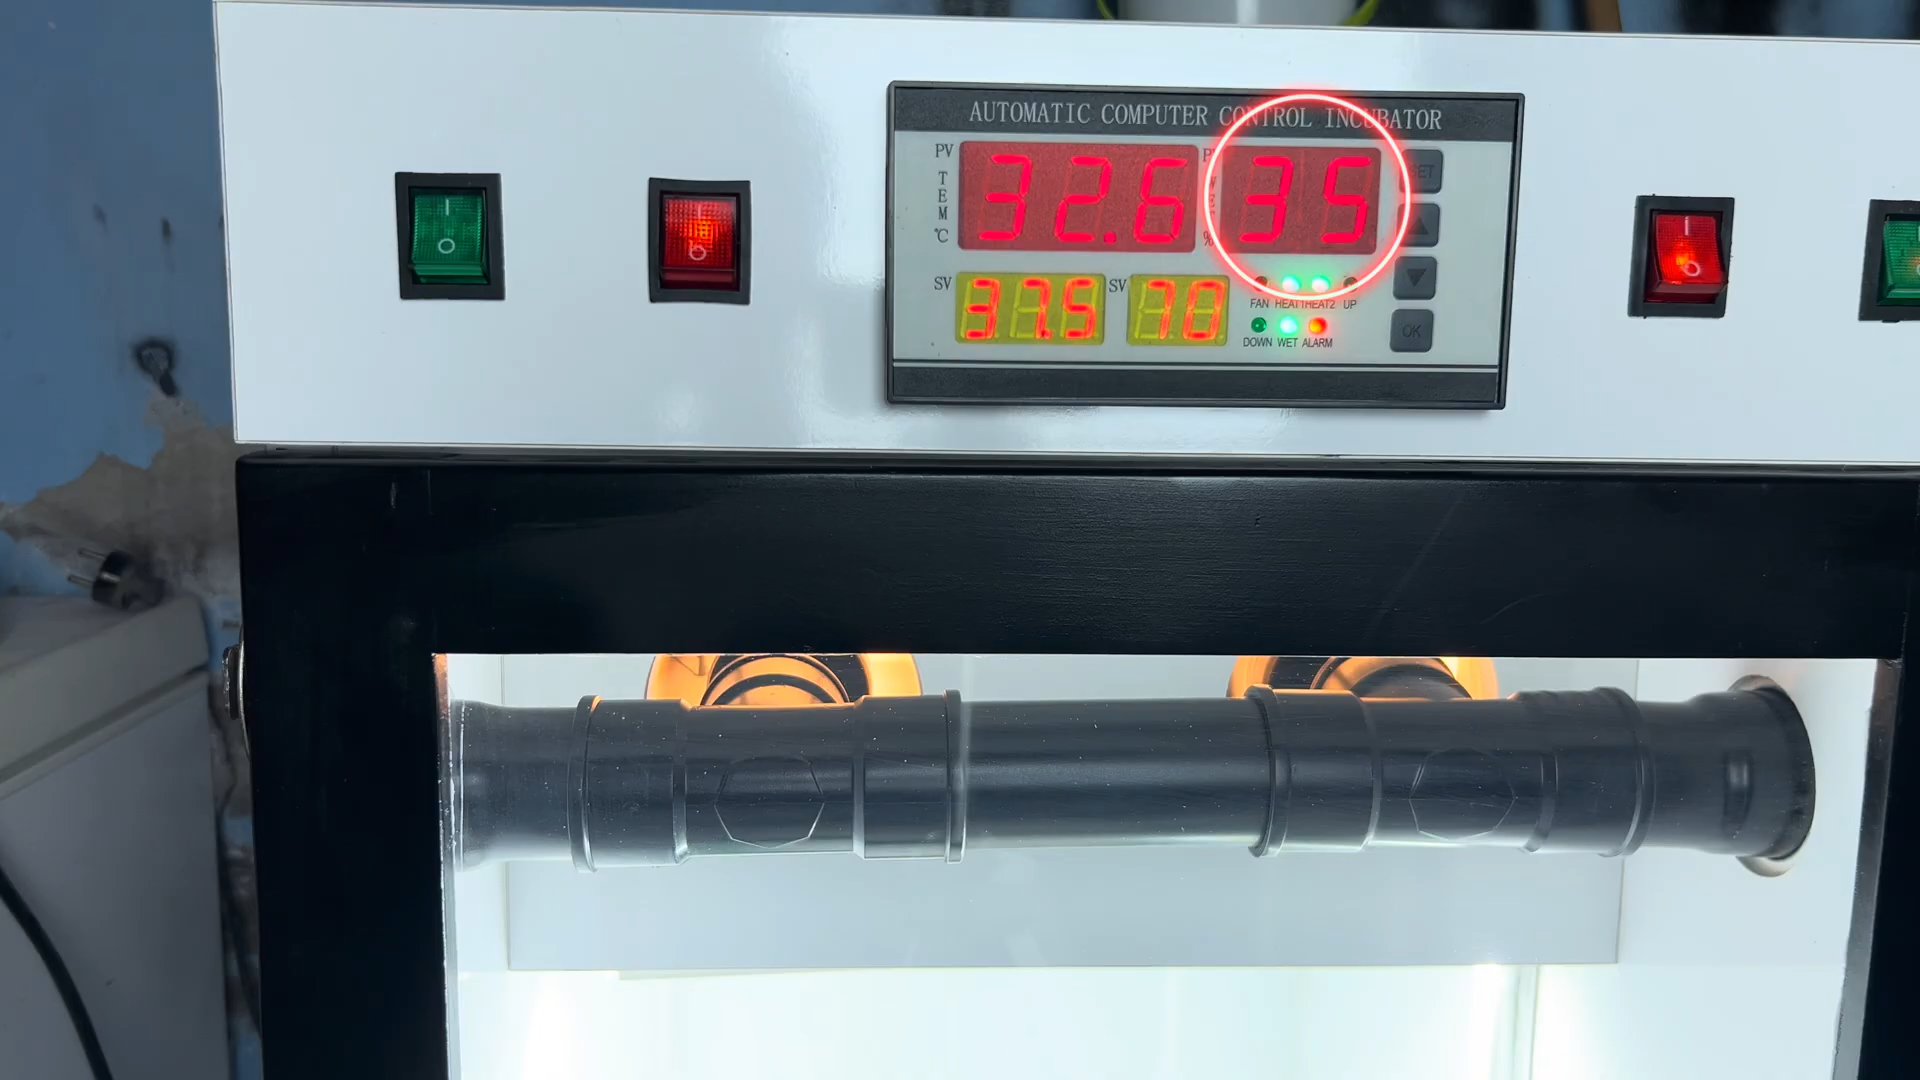 AUTOMATIC COMPUTER CONTROL INCUBATOR
PV
TEM
℃
32.6
%
35
SET
SV
37.5
SV
70
FAN HEAT1 HEAT2 UP
DOWN WET ALARM
OK